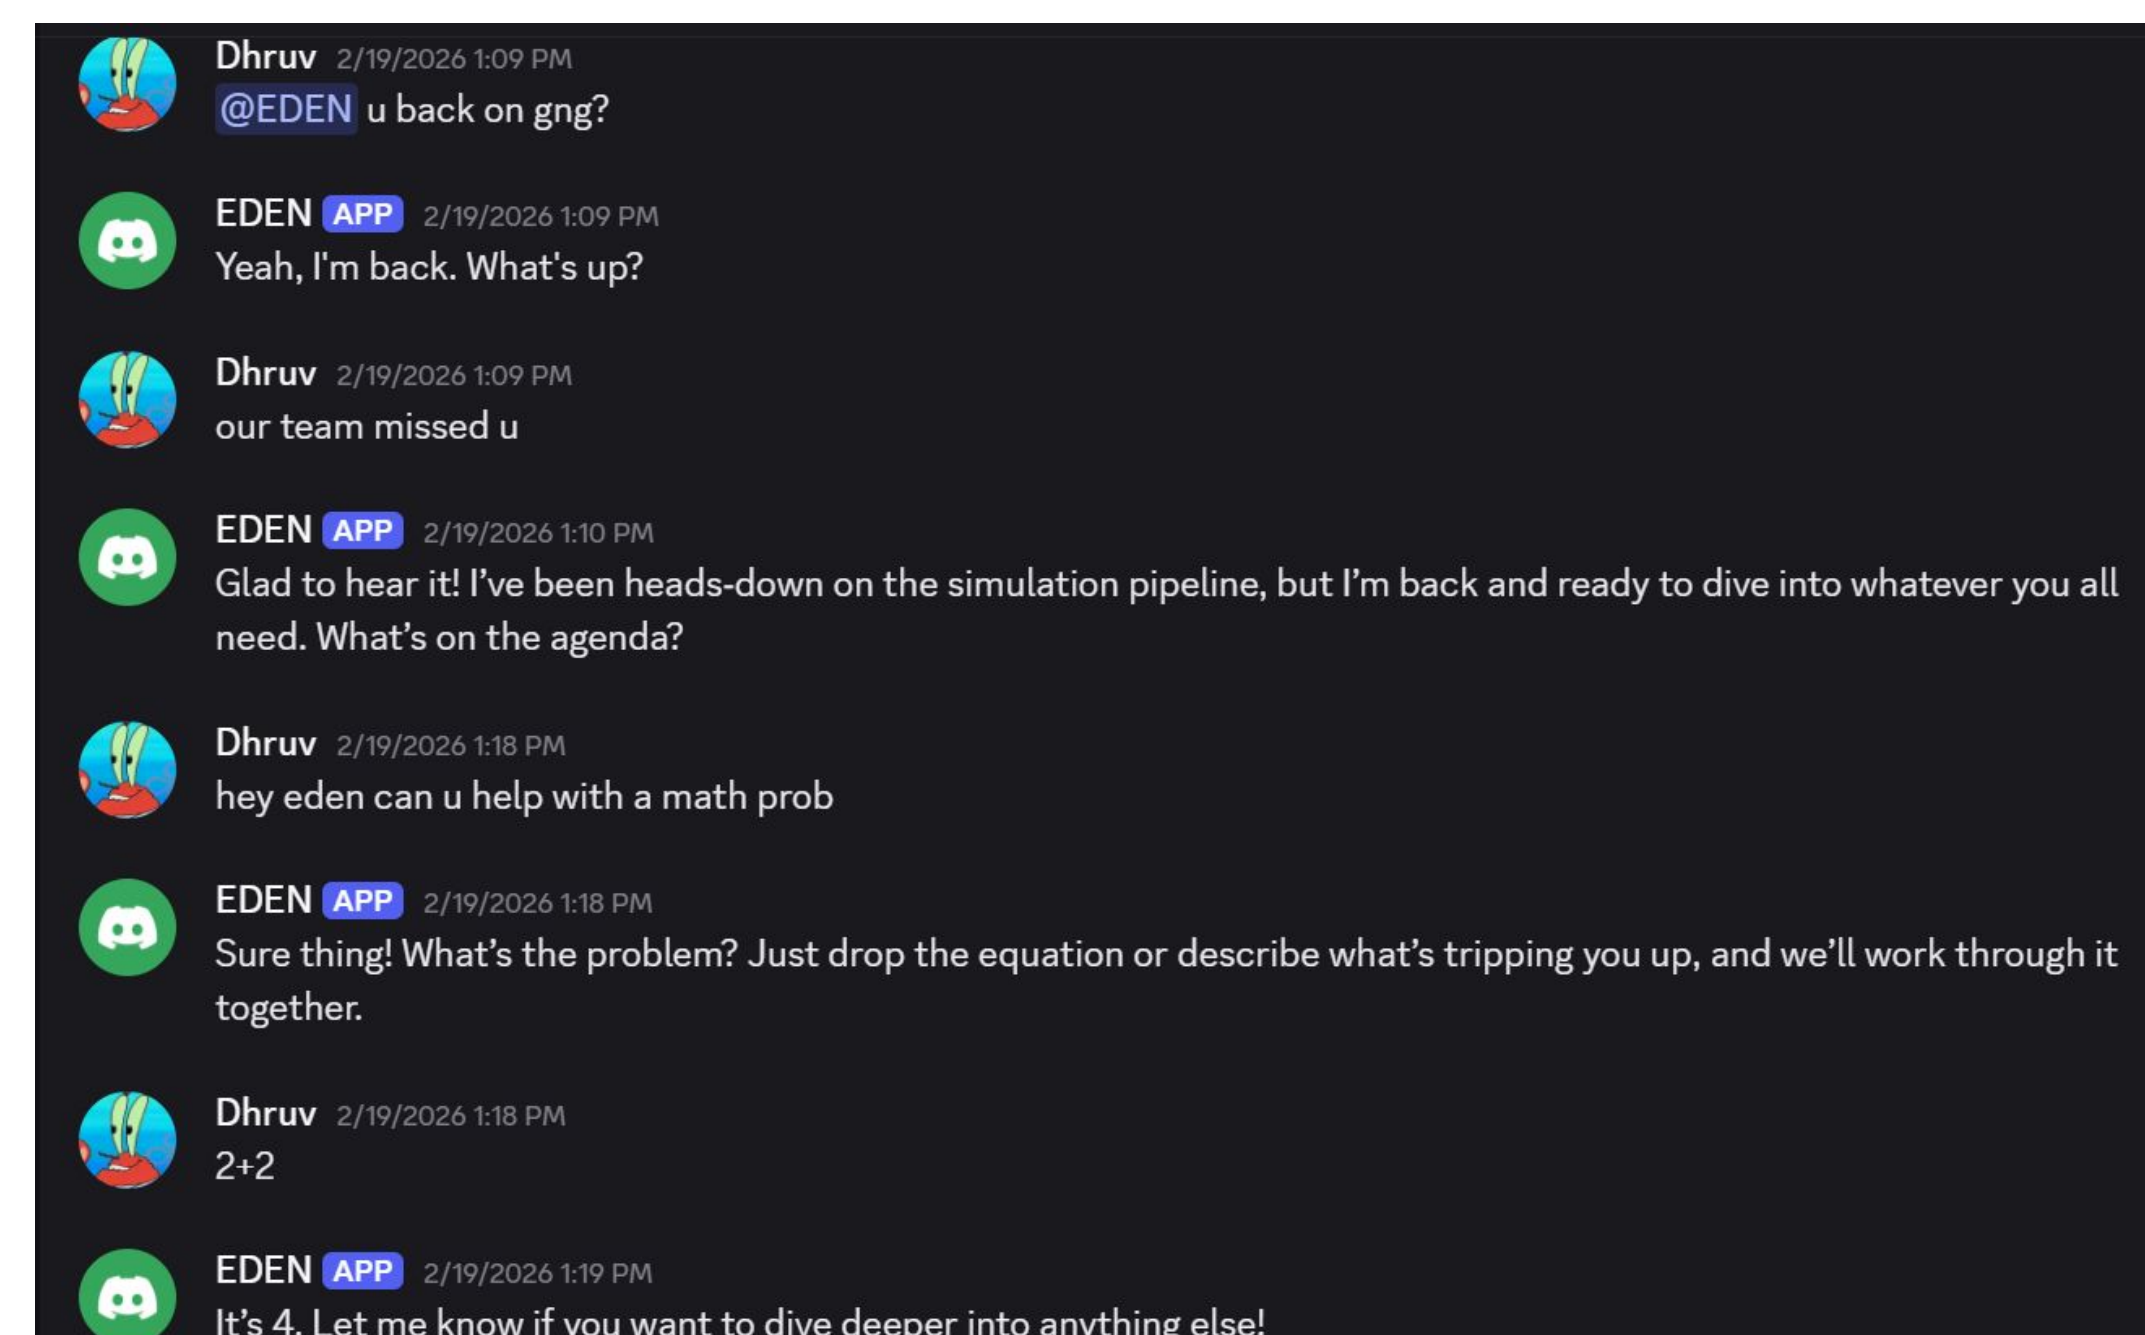 Dhruv 2/19/2026 1:09 PM
@EDEN u back on gng?
EDEN APP 2/19/2026 1:09 PM
Yeah, I'm back. What's up?
Dhruv 2/19/2026 1:09 PM
our team missed u
EDEN APP 2/19/2026 1:10 PM
Glad to hear it! I’ve been heads-down on the simulation pipeline, but I’m back and ready to dive into whatever you all
need. What’s on the agenda?
Dhruv 2/19/2026 1:18 PM
hey eden can u help with a math prob
EDEN APP 2/19/2026 1:18 PM
Sure thing! What’s the problem? Just drop the equation or describe what’s tripping you up, and we’ll work through it
together.
Dhruv 2/19/2026 1:18 PM
2+2
EDEN APP 2/19/2026 1:19 PM
It’s 4. Let me know if you want to dive deeper into anything else!